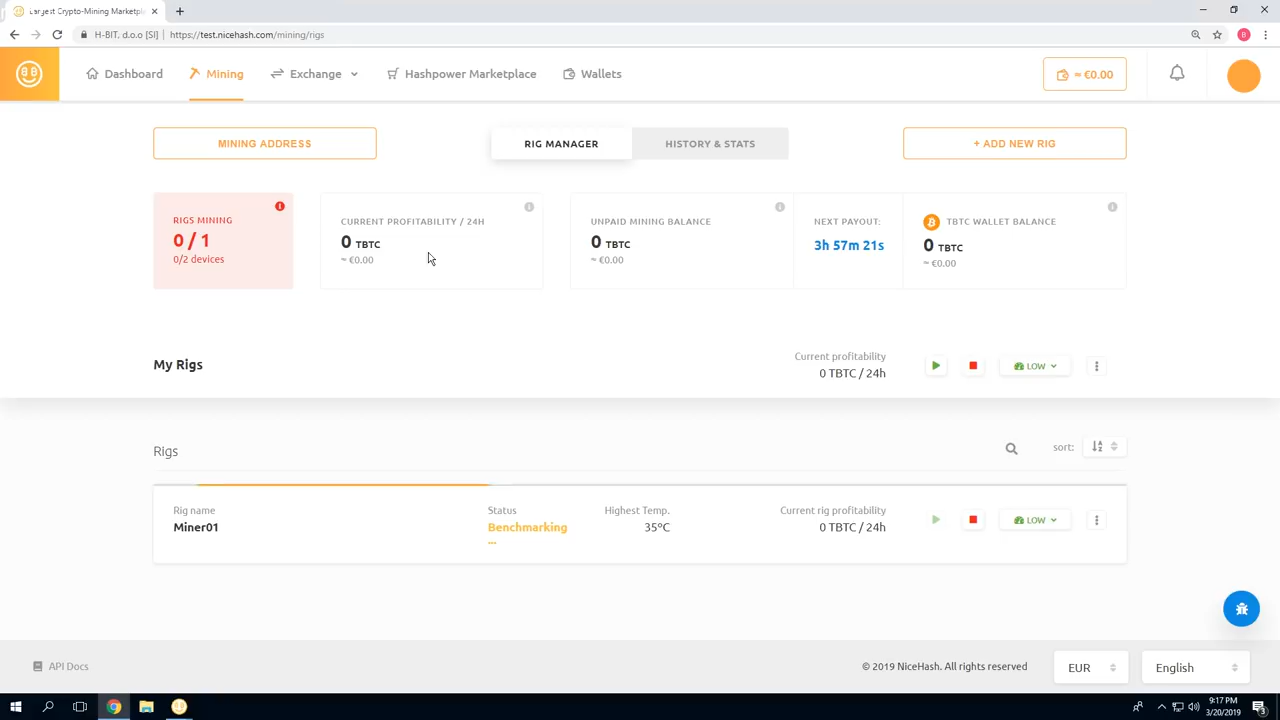 Largest Crypto-Mining Marketpl
H-BIT, d.o.o [SI] | https://test.nicehash.com/mining/rigs
B
Dashboard
Mining
Exchange
Hashpower Marketplace
Wallets
≈ €0.00
MINING ADDRESS
RIG MANAGER
HISTORY & STATS
+ ADD NEW RIG
RIGS MINING
0 / 1
0/2 devices
CURRENT PROFITABILITY / 24H
0 TBTC
≈ €0.00
UNPAID MINING BALANCE
0 TBTC
≈ €0.00
NEXT PAYOUT:
3h 57m 21s
TBTC WALLET BALANCE
0 TBTC
≈ €0.00
My Rigs
Current profitability
0 TBTC / 24h
LOW
Rigs
sort:
Rig name
Miner01
Status
Benchmarking
...
Highest Temp.
35ºC
Current rig profitability
0 TBTC / 24h
LOW
API Docs
© 2019 NiceHash. All rights reserved
EUR
English
9:17 PM
3/20/2019
3